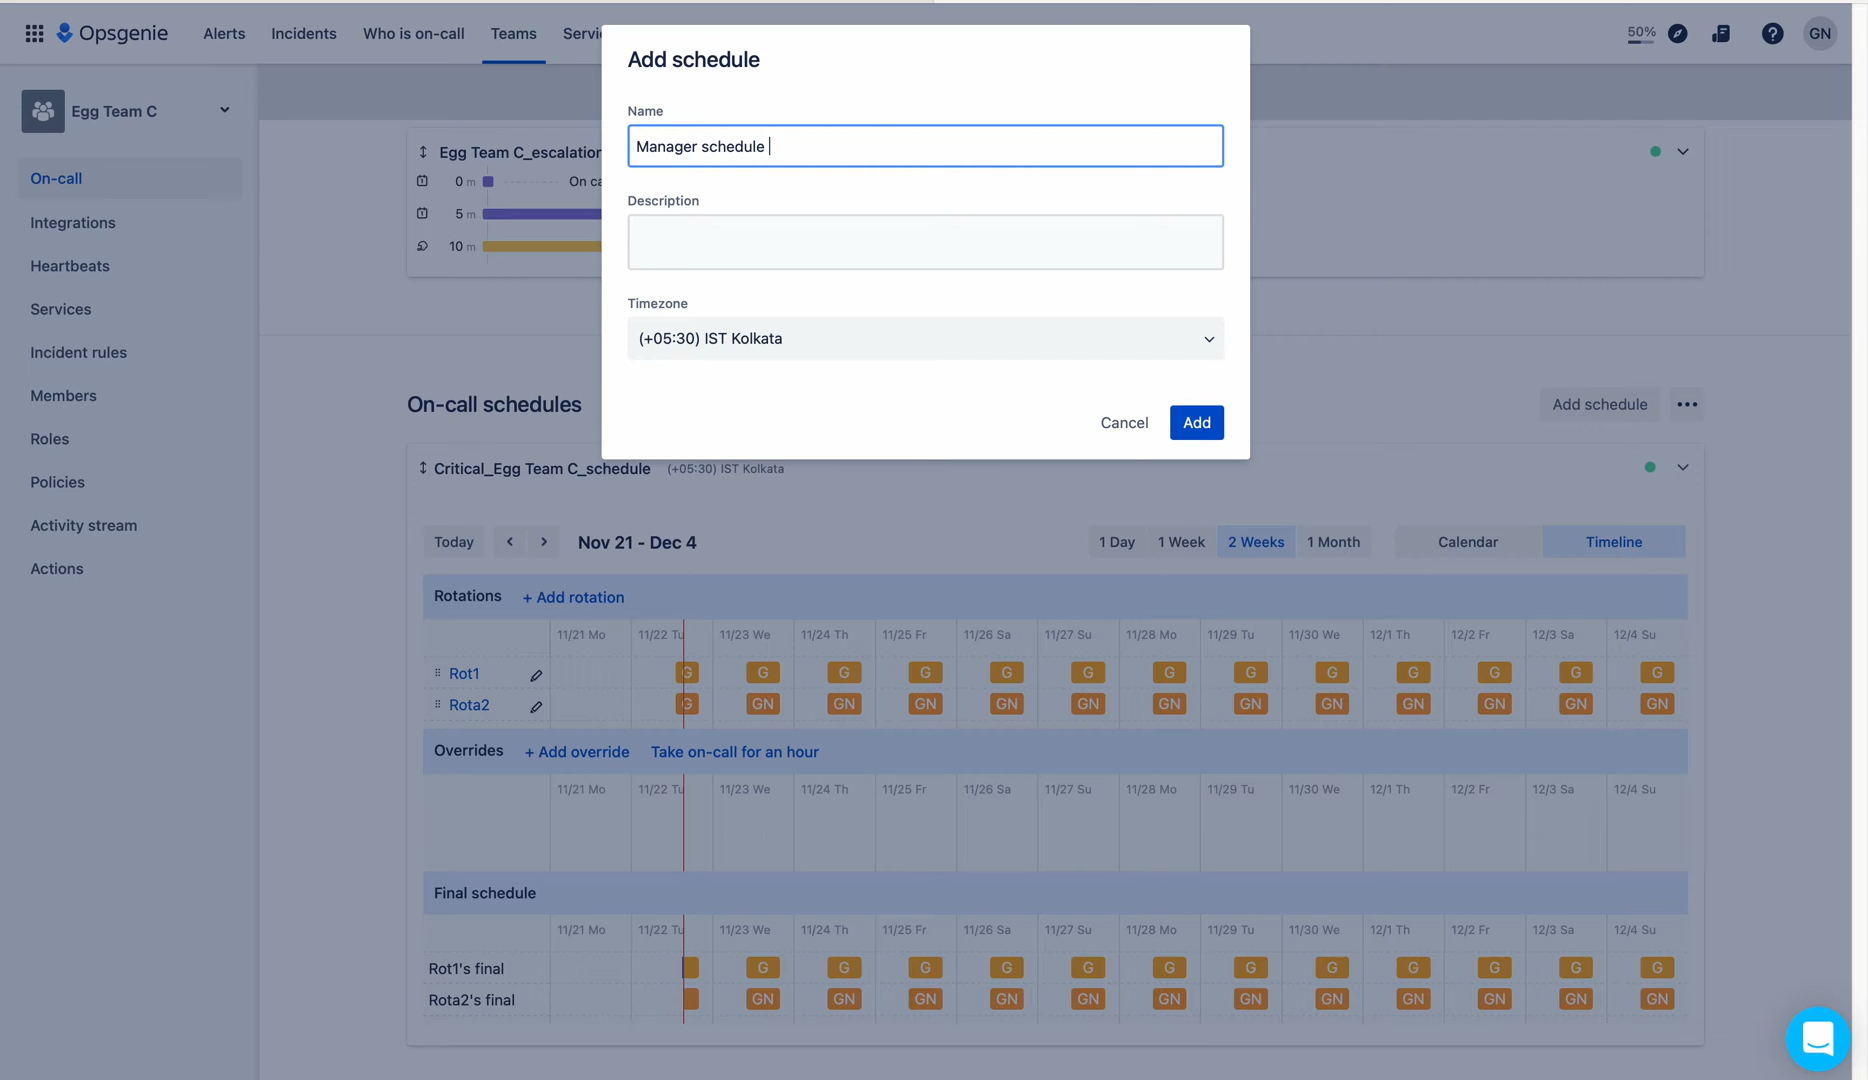 Opsgenie
Alerts
Incidents
Who is on-call
Teams
Servi
50%
GN
Egg Team C
On-call
Integrations
Heartbeats
Services
Incident rules
Members
Roles
Policies
Activity stream
Actions
Add schedule
Name
Manager schedule
Description
Timezone
(+05:30) IST Kolkata
Cancel
Add
Egg Team C_escalation
0 m
On ca
5 m
10 m
On-call schedules
Add schedule
Critical_Egg Team C_schedule (+05:30) IST Kolkata
Today
Nov 21 - Dec 4
1 Day 1 Week 2 Weeks 1 Month
Calendar Timeline
Rotations + Add rotation
11/21 Mo 11/22 Tu 11/23 We 11/24 Th 11/25 Fr 11/26 Sa 11/27 Su 11/28 Mo 11/29 Tu 11/30 We 12/1 Th 12/2 Fr 12/3 Sa 12/4 Su
Rot1 G G G G G G G G G G G G G
Rota2 G GN GN GN GN GN GN GN GN GN GN GN GN
Overrides + Add override Take on-call for an hour
11/21 Mo 11/22 Tu 11/23 We 11/24 Th 11/25 Fr 11/26 Sa 11/27 Su 11/28 Mo 11/29 Tu 11/30 We 12/1 Th 12/2 Fr 12/3 Sa 12/4 Su
Final schedule
11/21 Mo 11/22 Tu 11/23 We 11/24 Th 11/25 Fr 11/26 Sa 11/27 Su 11/28 Mo 11/29 Tu 11/30 We 12/1 Th 12/2 Fr 12/3 Sa 12/4 Su
Rot1's final G G G G G G G G G G G G
Rota2's final GN GN GN GN GN GN GN GN GN GN GN GN